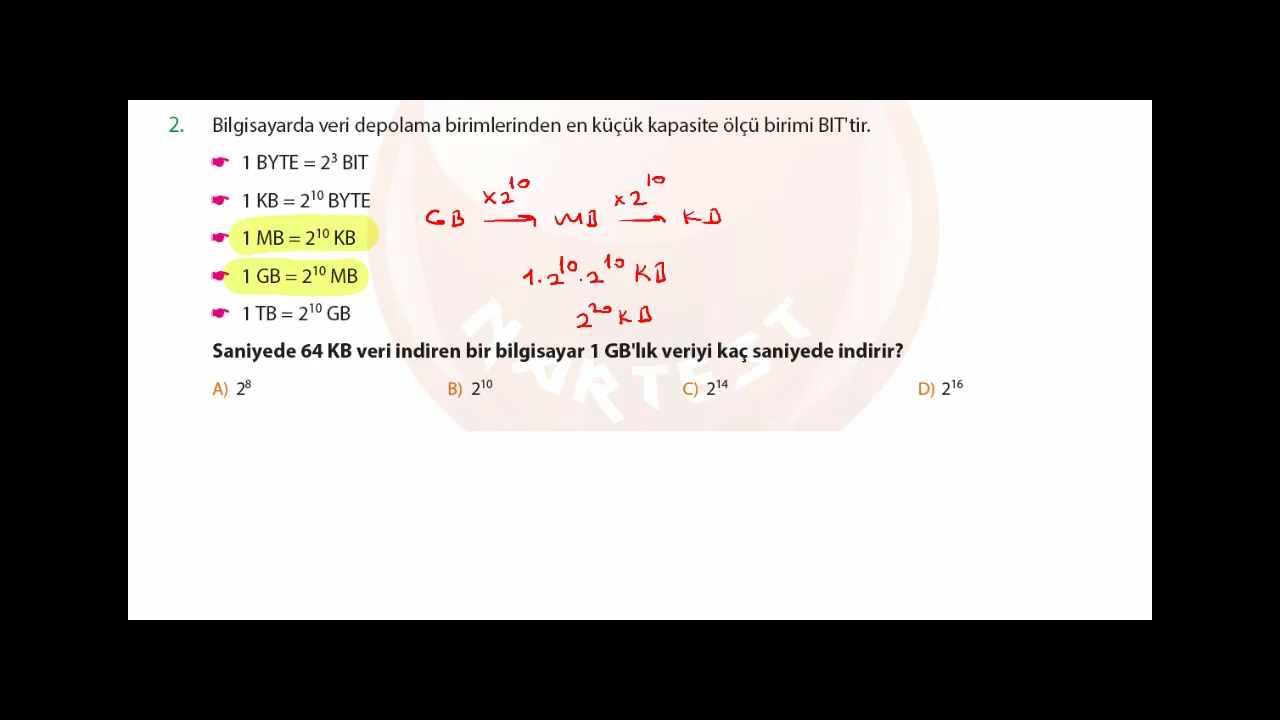 2. Bilgisayarda veri depolama birimlerinden en küçük kapasite ölçü birimi BIT'tir.
1 BYTE = 2³ BIT
1 KB = 2¹⁰ BYTE
1 MB = 2¹⁰ KB
1 GB = 2¹⁰ MB
1 TB = 2¹⁰ GB
x2¹⁰ x2¹⁰
GB → MB → KB
1.2¹⁰.2¹⁰ KB
2²⁰ KB
Saniyede 64 KB veri indiren bir bilgisayar 1 GB'lık veriyi kaç saniyede indirir?
A) 2⁸ B) 2¹⁰ C) 2¹⁴ D) 2¹⁶
NARTEST